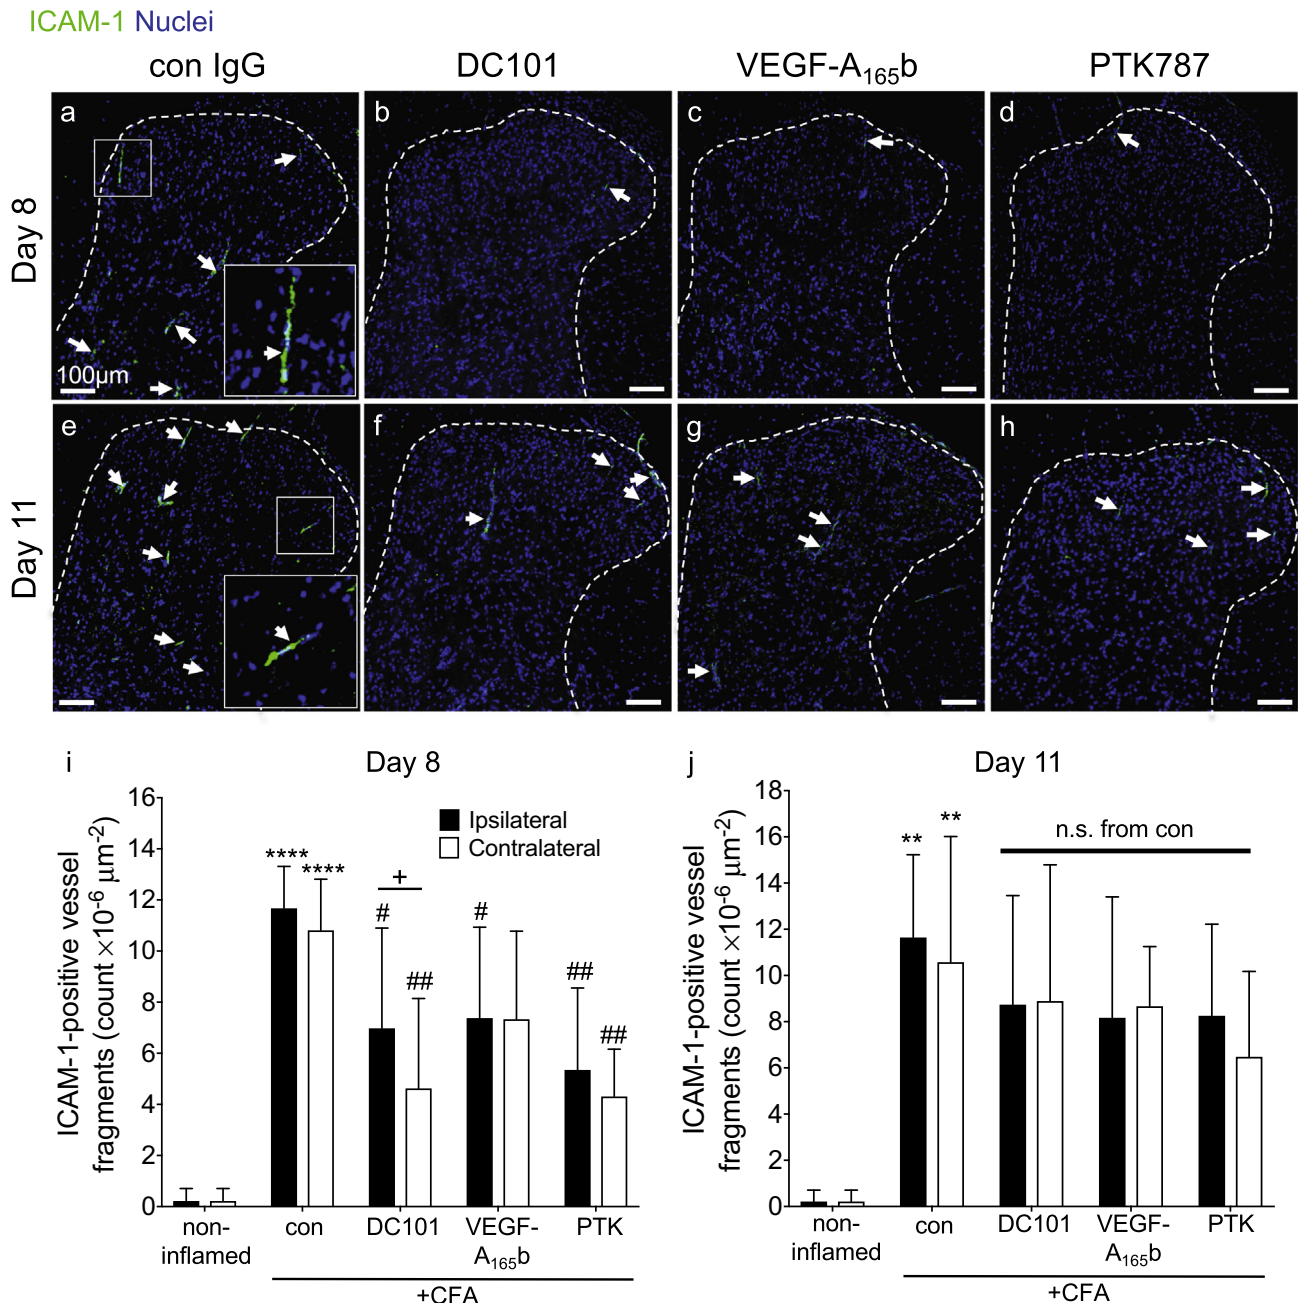 ICAM-1 Nuclei
con IgG DC101 VEGF-A165b PTK787
Day 8
a b c d
100µm
Day 11
e f g h
i Day 8
ICAM-1-positive vessel
fragments (count ×10-6 µm-2)
16
14
12
10
8
6
4
2
0
Ipsilateral
Contralateral
**** ****
+
# ##
#
## ##
non-
inflamed
con DC101 VEGF-
A165b
PTK
+CFA
j Day 11
ICAM-1-positive vessel
fragments (count ×10-6 µm-2)
18
16
14
12
10
8
6
4
2
0
** **
n.s. from con
non-
inflamed
con DC101 VEGF-
A165b
PTK
+CFA